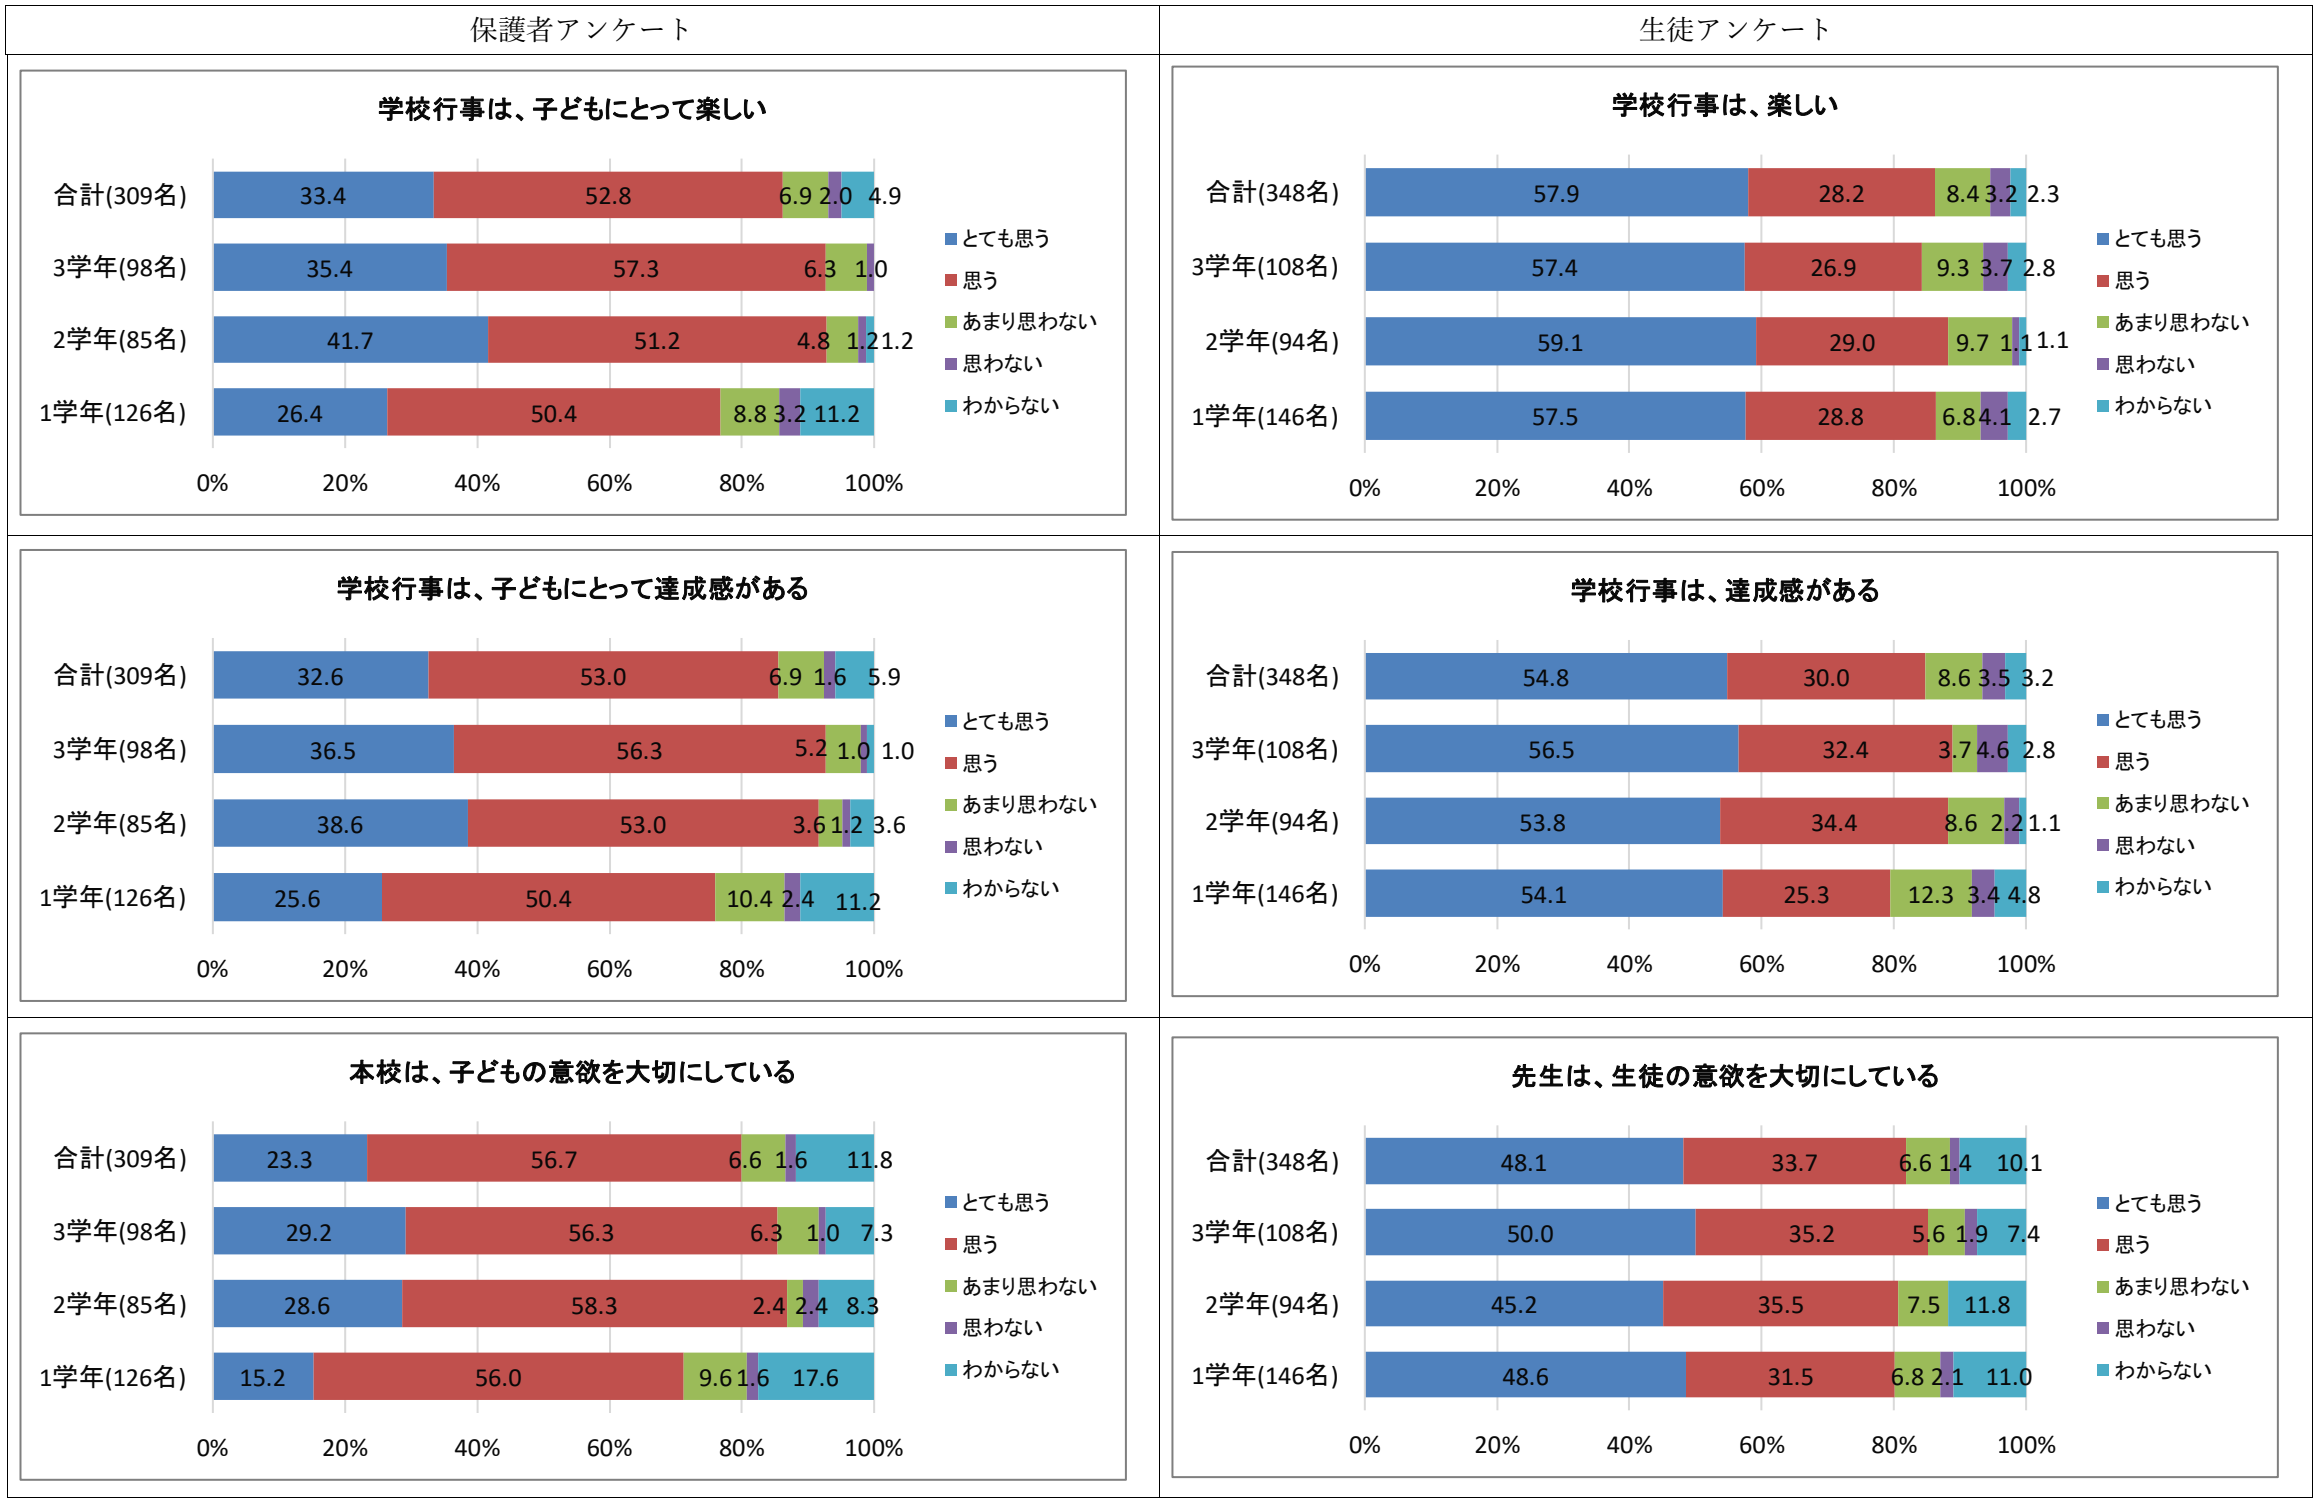 保護者アンケート
生徒アンケート
学校行事は、子どもにとって楽しい
合計(309名) 33.4 52.8 6.9 2.0 4.9
3学年(98名) 35.4 57.3 6.3 1.0
2学年(85名) 41.7 51.2 4.8 1.2 1.2
1学年(126名) 26.4 50.4 8.8 3.2 11.2
0% 20% 40% 60% 80% 100%
とても思う
思う
あまり思わない
思わない
わからない
学校行事は、楽しい
合計(348名) 57.9 28.2 8.4 3.2 2.3
3学年(108名) 57.4 26.9 9.3 3.7 2.8
2学年(94名) 59.1 29.0 9.7 1.1 1.1
1学年(146名) 57.5 28.8 6.8 4.1 2.7
0% 20% 40% 60% 80% 100%
とても思う
思う
あまり思わない
思わない
わからない
学校行事は、子どもにとって達成感がある
合計(309名) 32.6 53.0 6.9 1.6 5.9
3学年(98名) 36.5 56.3 5.2 1.0 1.0
2学年(85名) 38.6 53.0 3.6 1.2 3.6
1学年(126名) 25.6 50.4 10.4 2.4 11.2
0% 20% 40% 60% 80% 100%
とても思う
思う
あまり思わない
思わない
わからない
学校行事は、達成感がある
合計(348名) 54.8 30.0 8.6 3.5 3.2
3学年(108名) 56.5 32.4 3.7 4.6 2.8
2学年(94名) 53.8 34.4 8.6 2.2 1.1
1学年(146名) 54.1 25.3 12.3 3.4 4.8
0% 20% 40% 60% 80% 100%
とても思う
思う
あまり思わない
思わない
わからない
本校は、子どもの意欲を大切にしている
合計(309名) 23.3 56.7 6.6 1.6 11.8
3学年(98名) 29.2 56.3 6.3 1.0 7.3
2学年(85名) 28.6 58.3 2.4 2.4 8.3
1学年(126名) 15.2 56.0 9.6 1.6 17.6
0% 20% 40% 60% 80% 100%
とても思う
思う
あまり思わない
思わない
わからない
先生は、生徒の意欲を大切にしている
合計(348名) 48.1 33.7 6.6 1.4 10.1
3学年(108名) 50.0 35.2 5.6 1.9 7.4
2学年(94名) 45.2 35.5 7.5 11.8
1学年(146名) 48.6 31.5 6.8 2.1 11.0
0% 20% 40% 60% 80% 100%
とても思う
思う
あまり思わない
思わない
わからない